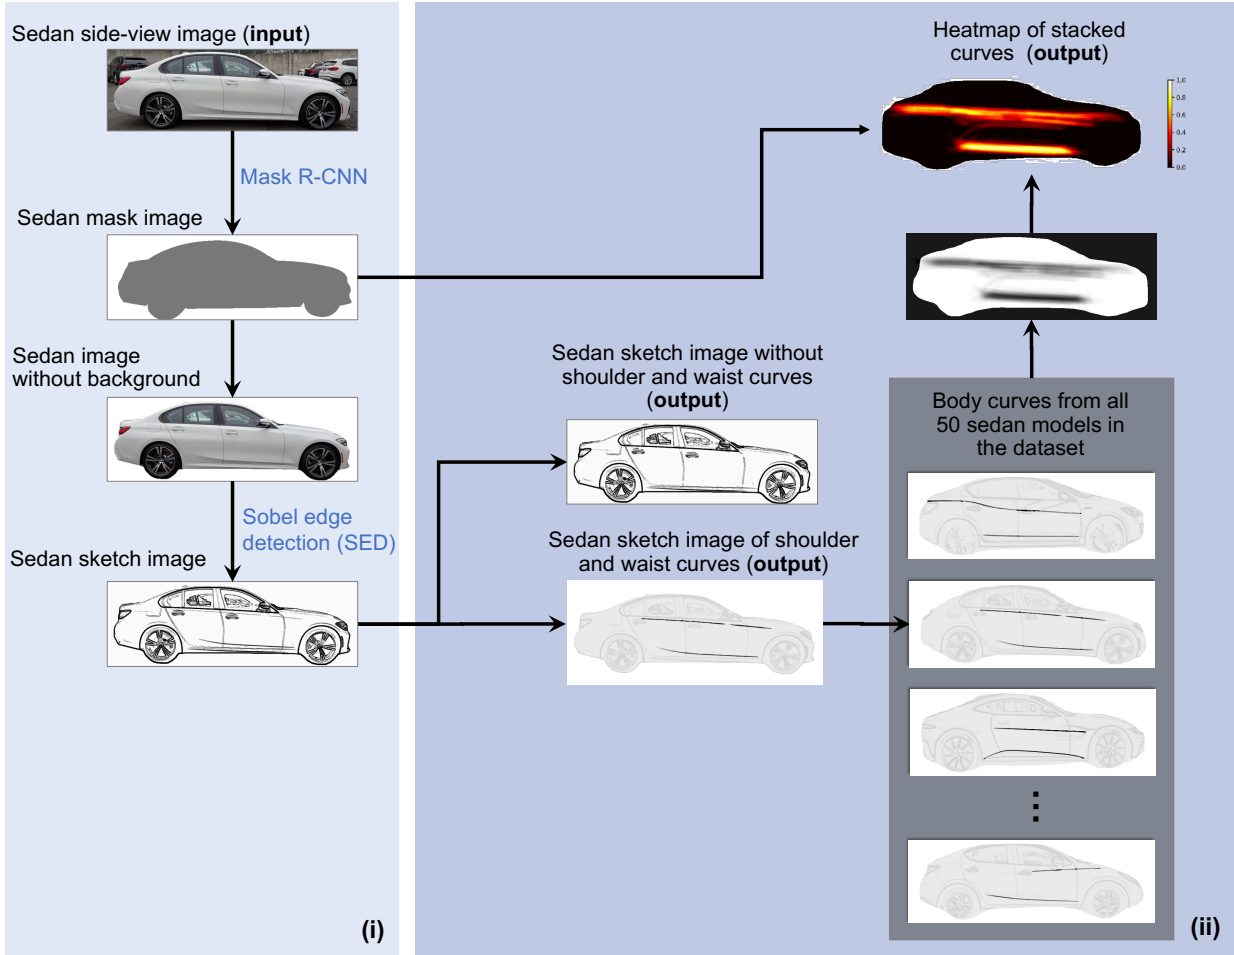 Sedan side-view image (input)
Mask R-CNN
Sedan mask image
Sedan image
without background
Sobel edge
detection (SED)
Sedan sketch image
(i)
Heatmap of stacked
curves (output)
1.0
0.8
0.6
0.4
0.2
0.0
Sedan sketch image without
shoulder and waist curves
(output)
Sedan sketch image of shoulder
and waist curves (output)
Body curves from all
50 sedan models in
the dataset
(ii)